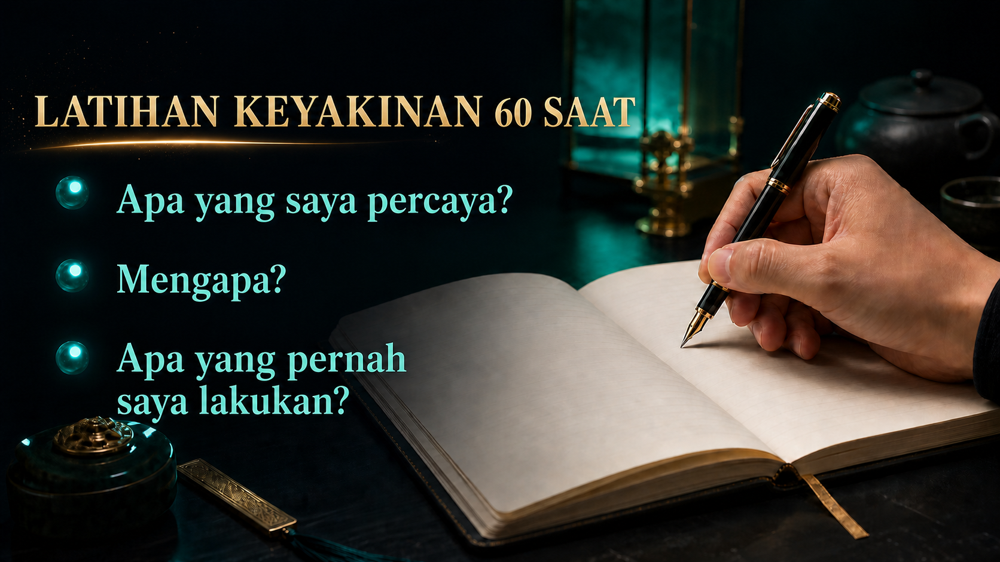 LATIHAN KEYAKINAN 60 SAAT
Apa yang saya percaya?
Mengapa?
Apa yang pernah
saya lakukan?